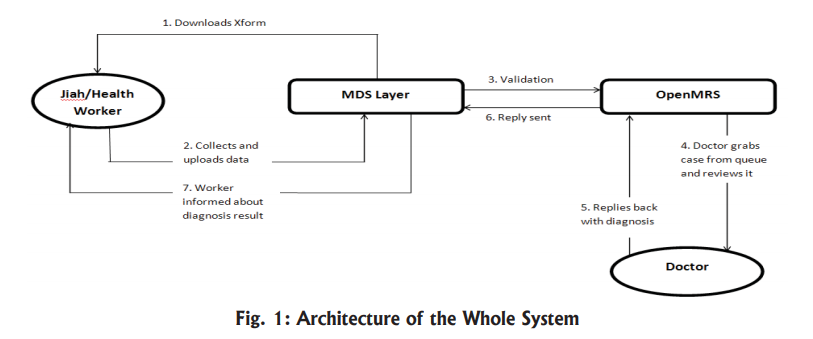 1. Downloads Xform
Jiah/Health
Worker
MDS Layer
3. Validation
OpenMRS
6. Reply sent
2. Collects and
uploads data
4. Doctor grabs
case from queue
and reviews it
7. Worker
informed about
diagnosis result
5. Replies back
with diagnosis
Doctor
Fig. 1: Architecture of the Whole System